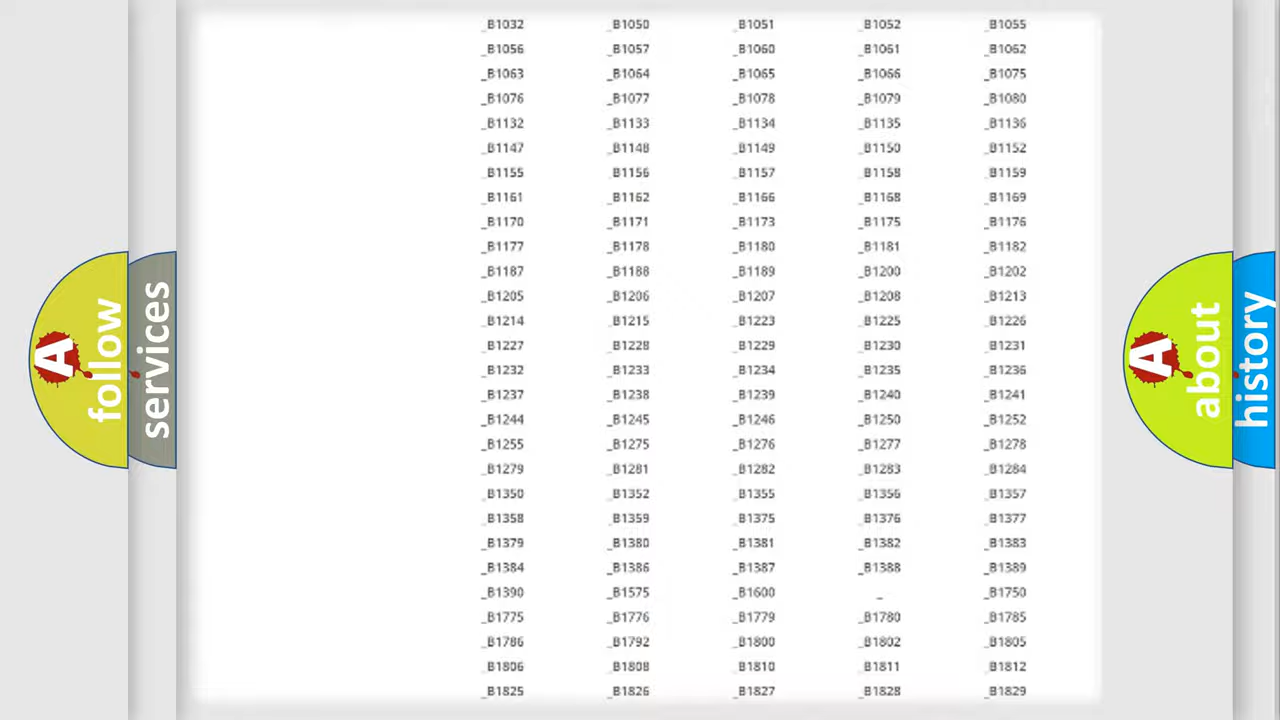 _B1032 _B1050 _B1051 _B1052 _B1055
_B1056 _B1057 _B1060 _B1061 _B1062
_B1063 _B1064 _B1065 _B1066 _B1075
_B1076 _B1077 _B1078 _B1079 _B1080
_B1132 _B1133 _B1134 _B1135 _B1136
_B1147 _B1148 _B1149 _B1150 _B1152
_B1155 _B1156 _B1157 _B1158 _B1159
_B1161 _B1162 _B1166 _B1168 _B1169
_B1170 _B1171 _B1173 _B1175 _B1176
_B1177 _B1178 _B1180 _B1181 _B1182
_B1187 _B1188 _B1189 _B1200 _B1202
_B1205 _B1206 _B1207 _B1208 _B1213
_B1214 _B1215 _B1223 _B1225 _B1226
_B1227 _B1228 _B1229 _B1230 _B1231
_B1232 _B1233 _B1234 _B1235 _B1236
_B1237 _B1238 _B1239 _B1240 _B1241
_B1244 _B1245 _B1246 _B1250 _B1252
_B1255 _B1275 _B1276 _B1277 _B1278
_B1279 _B1281 _B1282 _B1283 _B1284
_B1350 _B1352 _B1355 _B1356 _B1357
_B1358 _B1359 _B1375 _B1376 _B1377
_B1379 _B1380 _B1381 _B1382 _B1383
_B1384 _B1386 _B1387 _B1388 _B1389
_B1390 _B1575 _B1600 _ _B1750
_B1775 _B1776 _B1779 _B1780 _B1785
_B1786 _B1792 _B1800 _B1802 _B1805
_B1806 _B1808 _B1810 _B1811 _B1812
_B1825 _B1826 _B1827 _B1828 _B1829
A
follow
services
A
about
history